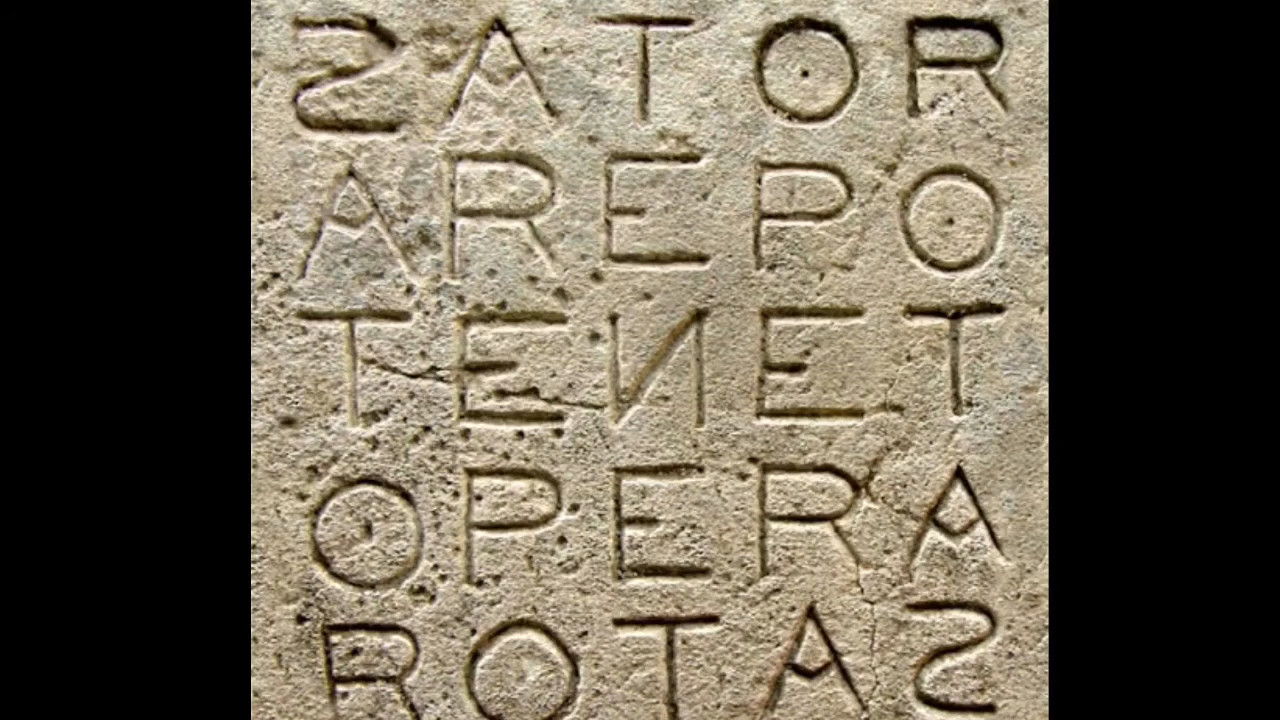 SATOR
AREPO
TENET
OPERA
ROTAS